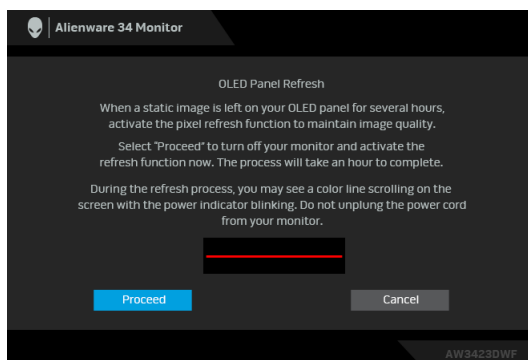 Alienware 34 Monitor
OLED Panel Refresh
When a static image is left on your OLED panel for several hours,
activate the pixel refresh function to maintain image quality.
Select "Proceed" to turn off your monitor and activate the
refresh function now. The process will take an hour to complete.
During the refresh process, you may see a color line scrolling on the
screen with the power indicator blinking. Do not unplung the power cord
from your monitor.
Proceed
Cancel
AW3423DWF